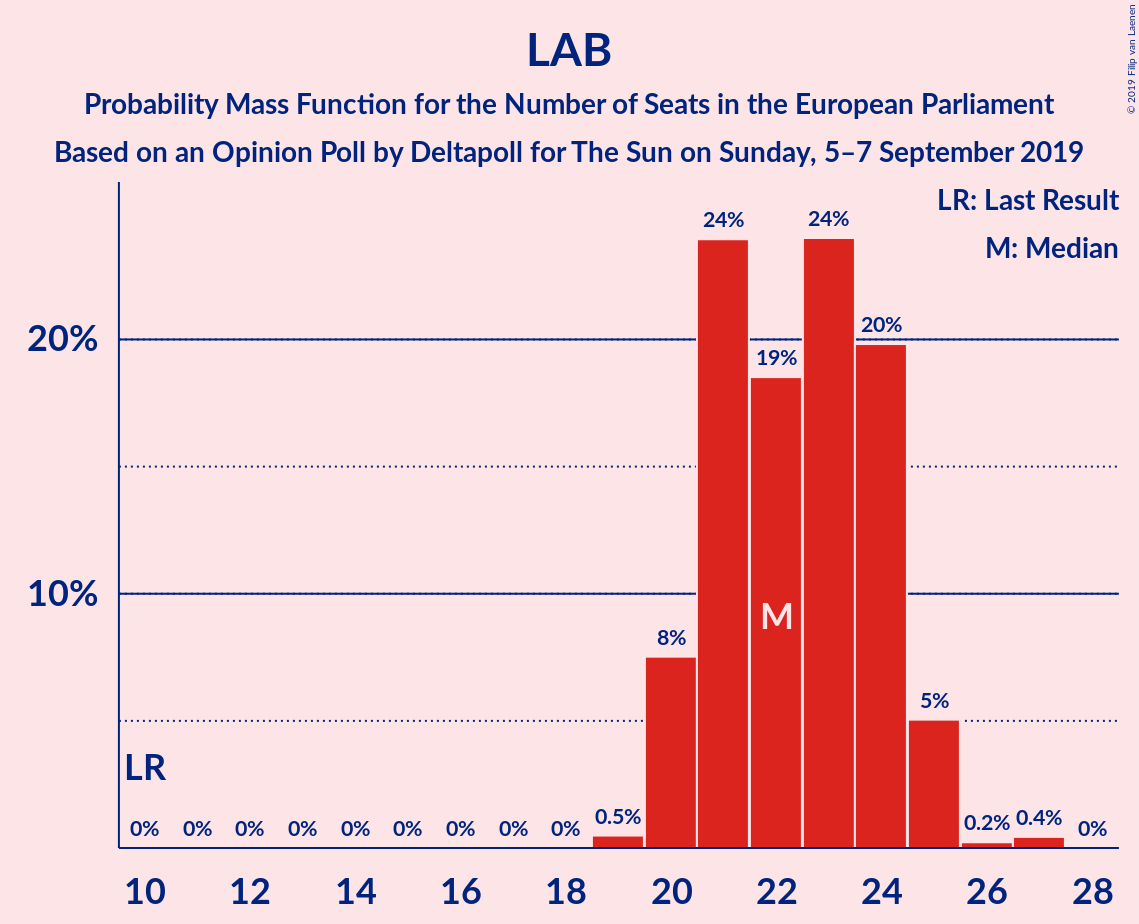 LAB
Probability Mass Function for the Number of Seats in the European Parliament
Based on an Opinion Poll by Deltapoll for The Sun on Sunday, 5–7 September 2019
© 2019 Filip van Laenen
LR: Last Result
M: Median
24% 24%
20%
20%
19%
10%
M
8%
5%
LR
0% 0% 0% 0% 0% 0% 0% 0% 0% 0.5% 0.2% 0.4% 0%
10 12 14 16 18 20 22 24 26 28